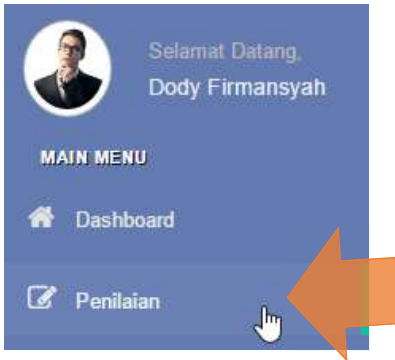 Selamat Datang,
Dody Firmansyah
MAIN MENU
Dashboard
Penilaian